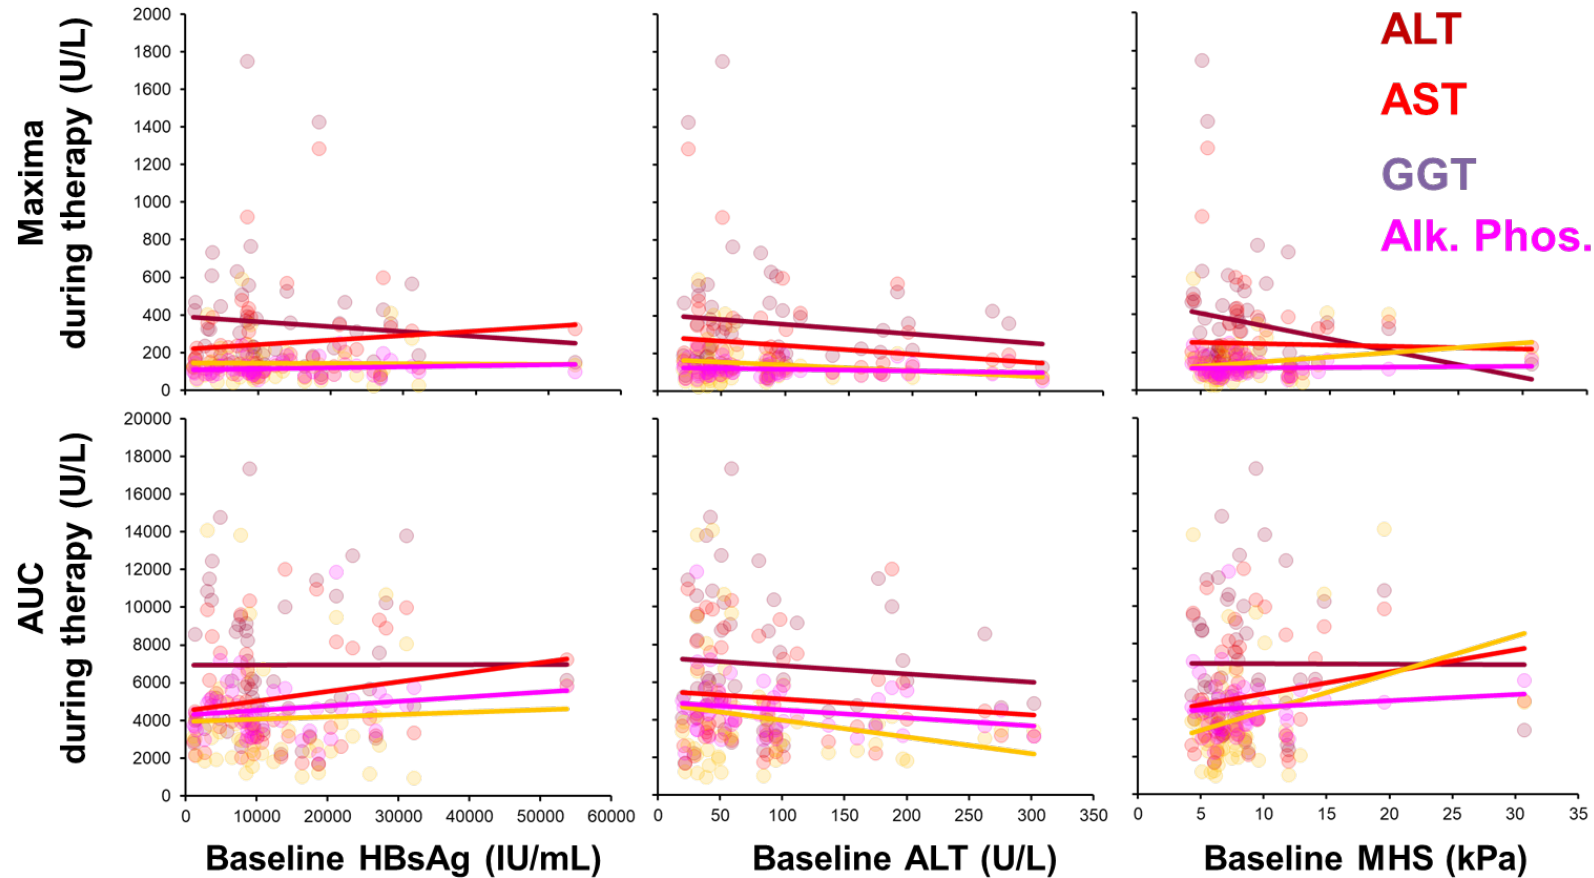 Maxima
during therapy (U/L)
2000
1800
1600
1400
1200
1000
800
600
400
200
0
ALT
AST
GGT
Alk. Phos.
AUC
during therapy (U/L)
20000
18000
16000
14000
12000
10000
8000
6000
4000
2000
0
0 10000 20000 30000 40000 50000 60000
0 50 100 150 200 250 300 350
0 5 10 15 20 25 30 35
Baseline HBsAg (IU/mL)
Baseline ALT (U/L)
Baseline MHS (kPa)